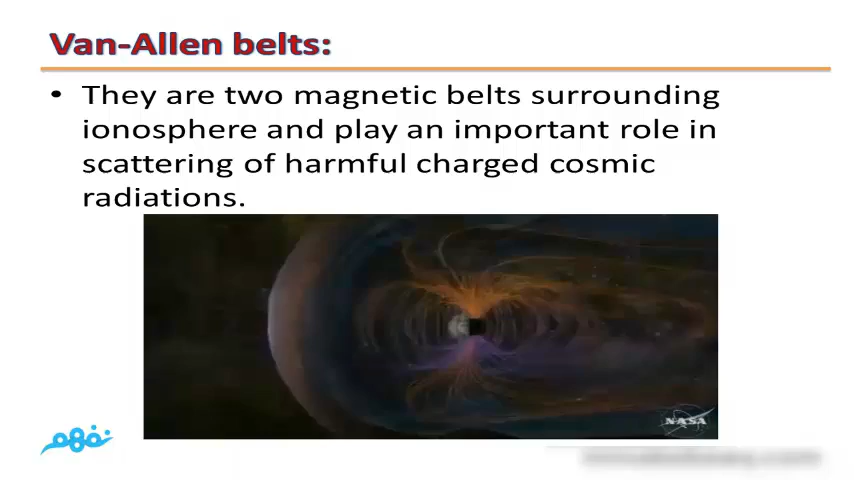 Van-Allen belts:
• They are two magnetic belts surrounding
ionosphere and play an important role in
scattering of harmful charged cosmic
radiations.
NASA
نفهم